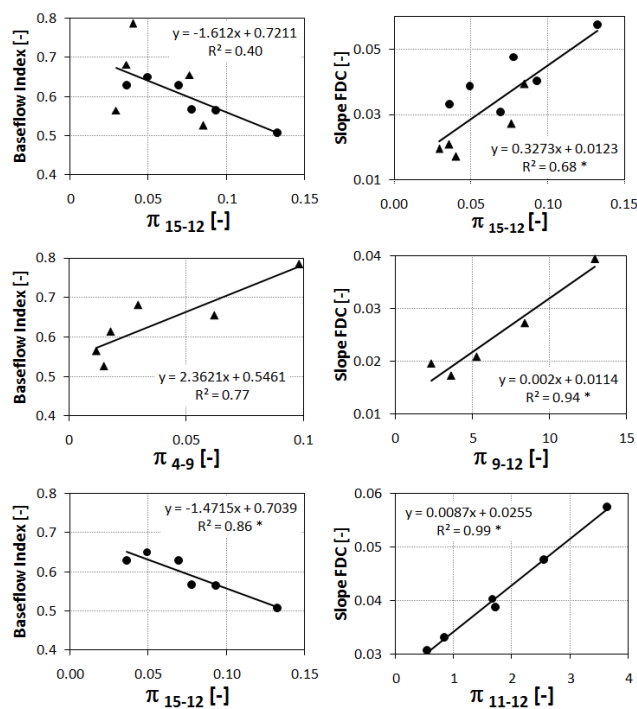 Baseflow Index [-]
0.8
0.7
0.6
0.5
0.4
y = -1.612x + 0.7211
R² = 0.40
0.00 0.05 0.10 0.15
π 15-12 [-]
Slope FDC [-]
0.05
0.03
0.01
y = 0.3273x + 0.0123
R² = 0.68 *
0.00 0.05 0.10 0.15
π 15-12 [-]
Baseflow Index [-]
0.8
0.7
0.6
0.5
0.4
y = 2.3621x + 0.5461
R² = 0.77
0 0.05 0.1
π 4-9 [-]
Slope FDC [-]
0.04
0.03
0.02
0.01
y = 0.002x + 0.0114
R² = 0.94 *
0 5 10 15
π 9-12 [-]
Baseflow Index [-]
0.8
0.7
0.6
0.5
0.4
y = -1.4715x + 0.7039
R² = 0.86 *
0.00 0.05 0.10 0.15
π 15-12 [-]
Slope FDC [-]
0.06
0.05
0.04
0.03
y = 0.0087x + 0.0255
R² = 0.99 *
0 1 2 3 4
π 11-12 [-]